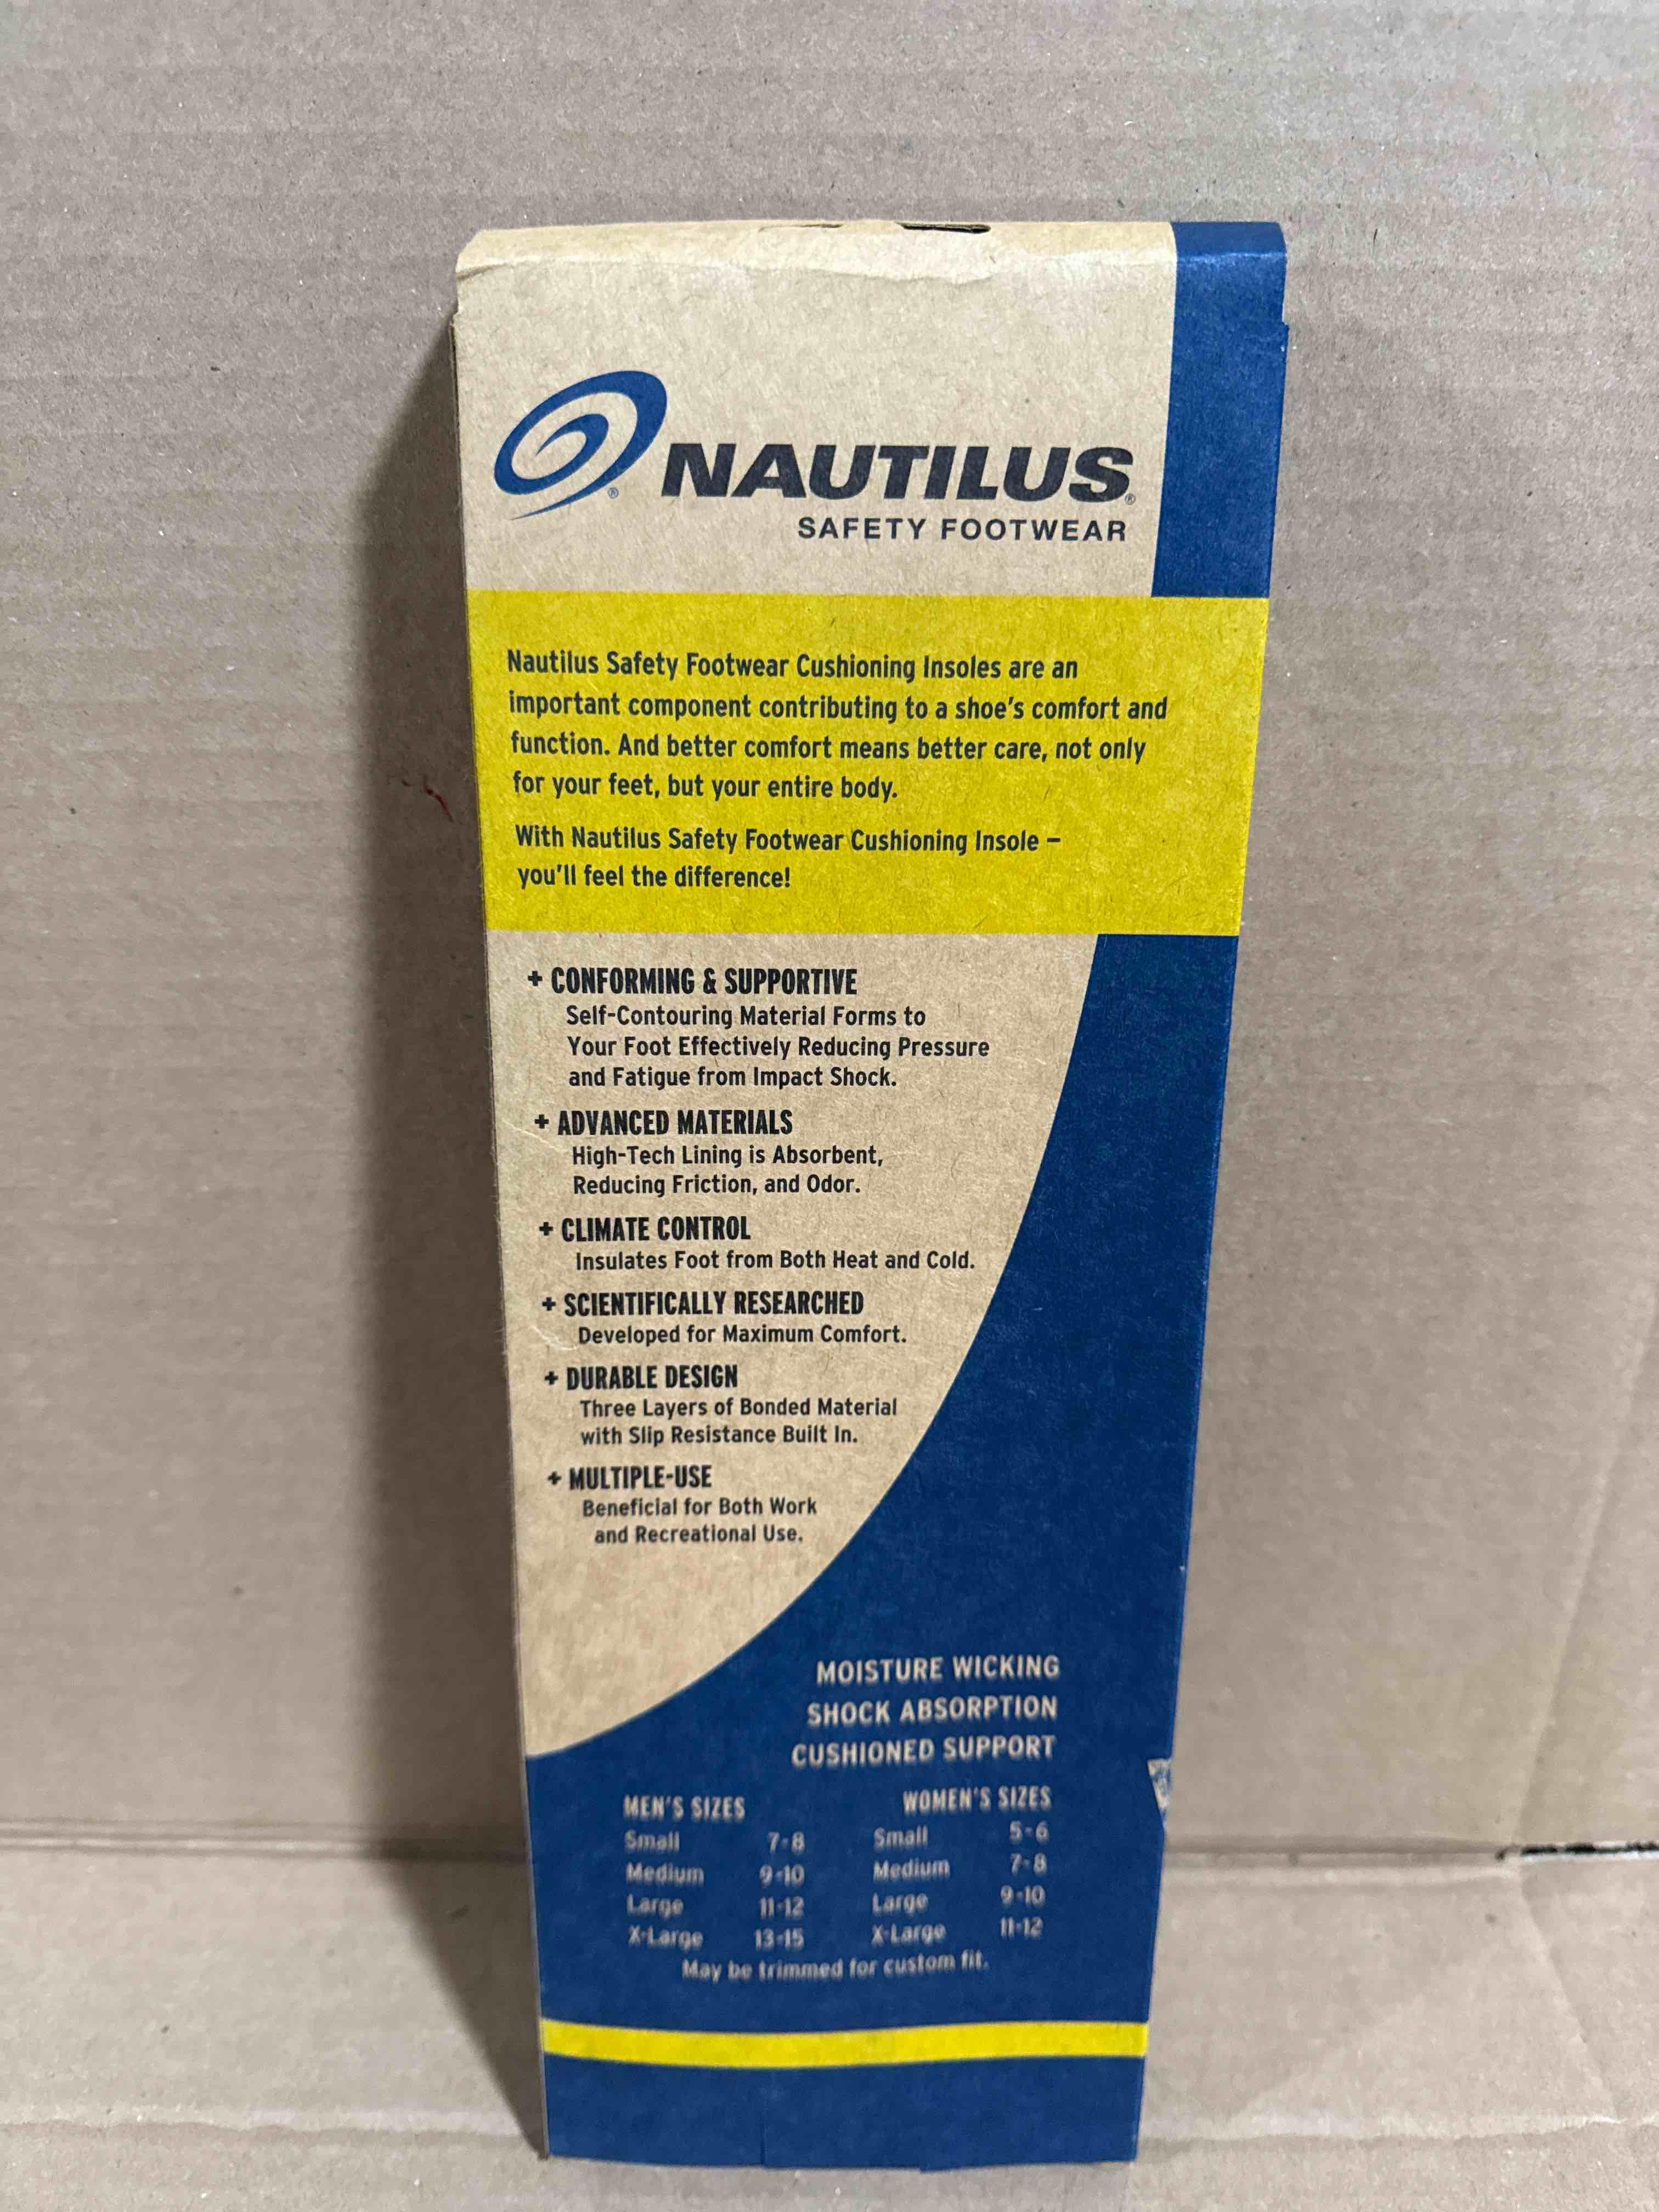 NAUTILUS®
SAFETY FOOTWEAR
Nautilus Safety Footwear Cushioning Insoles are an
important component contributing to a shoe's comfort and
function. And better comfort means better care, not only
for your feet, but your entire body.
With Nautilus Safety Footwear Cushioning Insole –
you'll feel the difference!
+ CONFORMING & SUPPORTIVE
Self-Contouring Material Forms to
Your Foot Effectively Reducing Pressure
and Fatigue from Impact Shock.
+ ADVANCED MATERIALS
High-Tech Lining is Absorbent,
Reducing Friction, and Odor.
+ CLIMATE CONTROL
Insulates Foot from Both Heat and Cold.
+ SCIENTIFICALLY RESEARCHED
Developed for Maximum Comfort.
+ DURABLE DESIGN
Three Layers of Bonded Material
with Slip Resistance Built In.
+ MULTIPLE-USE
Beneficial for Both Work
and Recreational Use.
MOISTURE WICKING
SHOCK ABSORPTION
CUSHIONED SUPPORT
MEN'S SIZES
Small 7-8
Medium 9-10
Large 11-12
X-Large 13-15
WOMEN'S SIZES
Small 5-6
Medium 7-8
Large 9-10
X-Large 11-12
May be trimmed for custom fit.